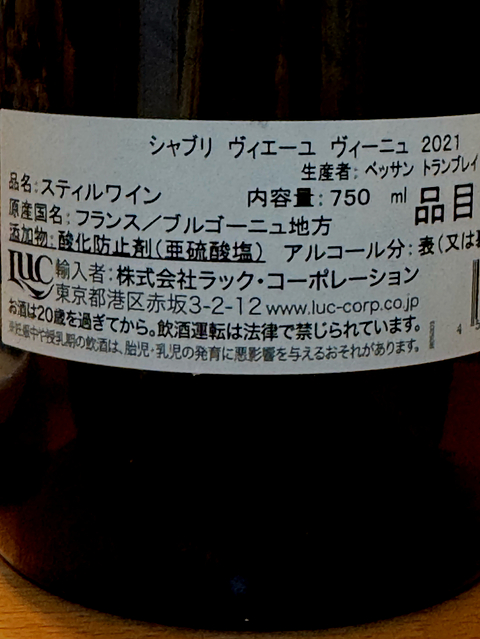 シャブリ ヴィエーユ ヴィーニュ 2021
生産者: ペッサン トランブレイ
品名: スティルワイン 内容量: 750 ml 品目
原産国名: フランス/ブルゴーニュ地方
添加物: 酸化防止剤(亜硫酸塩) アルコール分: 表(又は裏
LUC 輸入者: 株式会社ラック・コーポレーション
東京都港区赤坂3-2-12 www.luc-corp.co.jp
お酒は20歳を過ぎてから。飲酒運転は法律で禁じられています。
※妊娠中や授乳期の飲酒は、胎児・乳児の発育に悪影響を与えるおそれがあります。
4